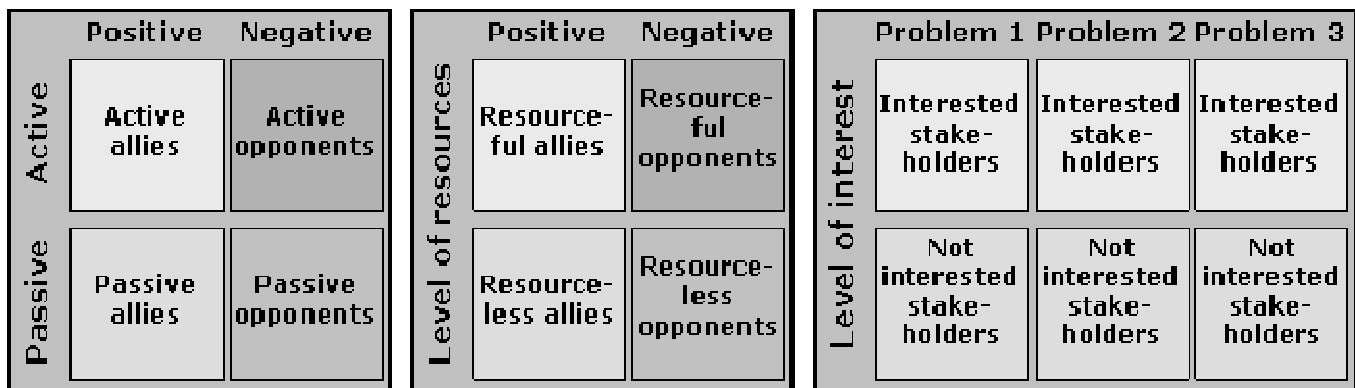 Positive Negative
Active
Active
allies
Active
opponents
Passive
Passive
allies
Passive
opponents
Positive Negative
Level of resources
Resource-
ful allies
Resource-
ful
opponents
Resource-
less allies
Resource-
less
opponents
Problem 1 Problem 2 Problem 3
Level of interest
Interested
stake-
holders
Interested
stake-
holders
Interested
stake-
holders
Not
interested
stake-
holders
Not
interested
stake-
holders
Not
interested
stake-
holders